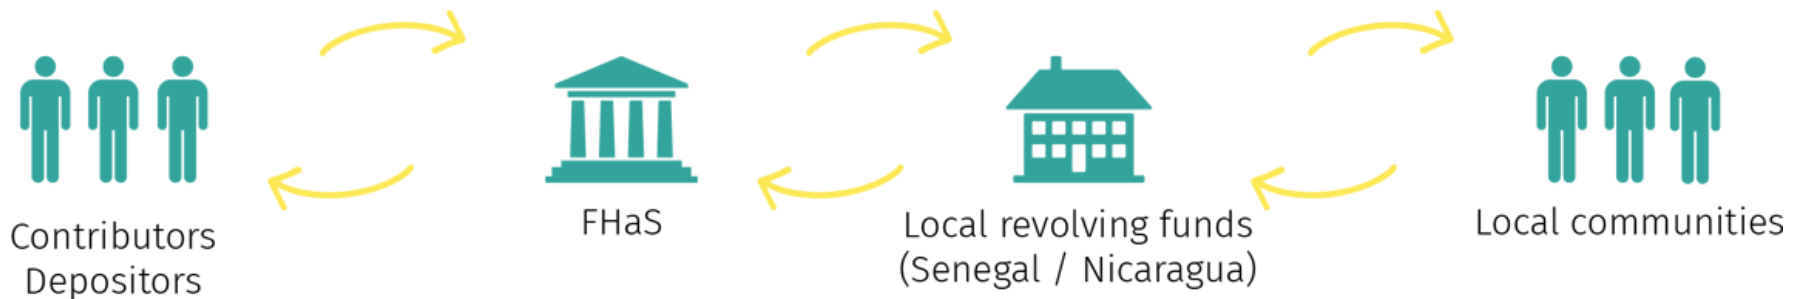 Contributors
Depositors
FHaS
Local revolving funds
(Senegal / Nicaragua)
Local communities